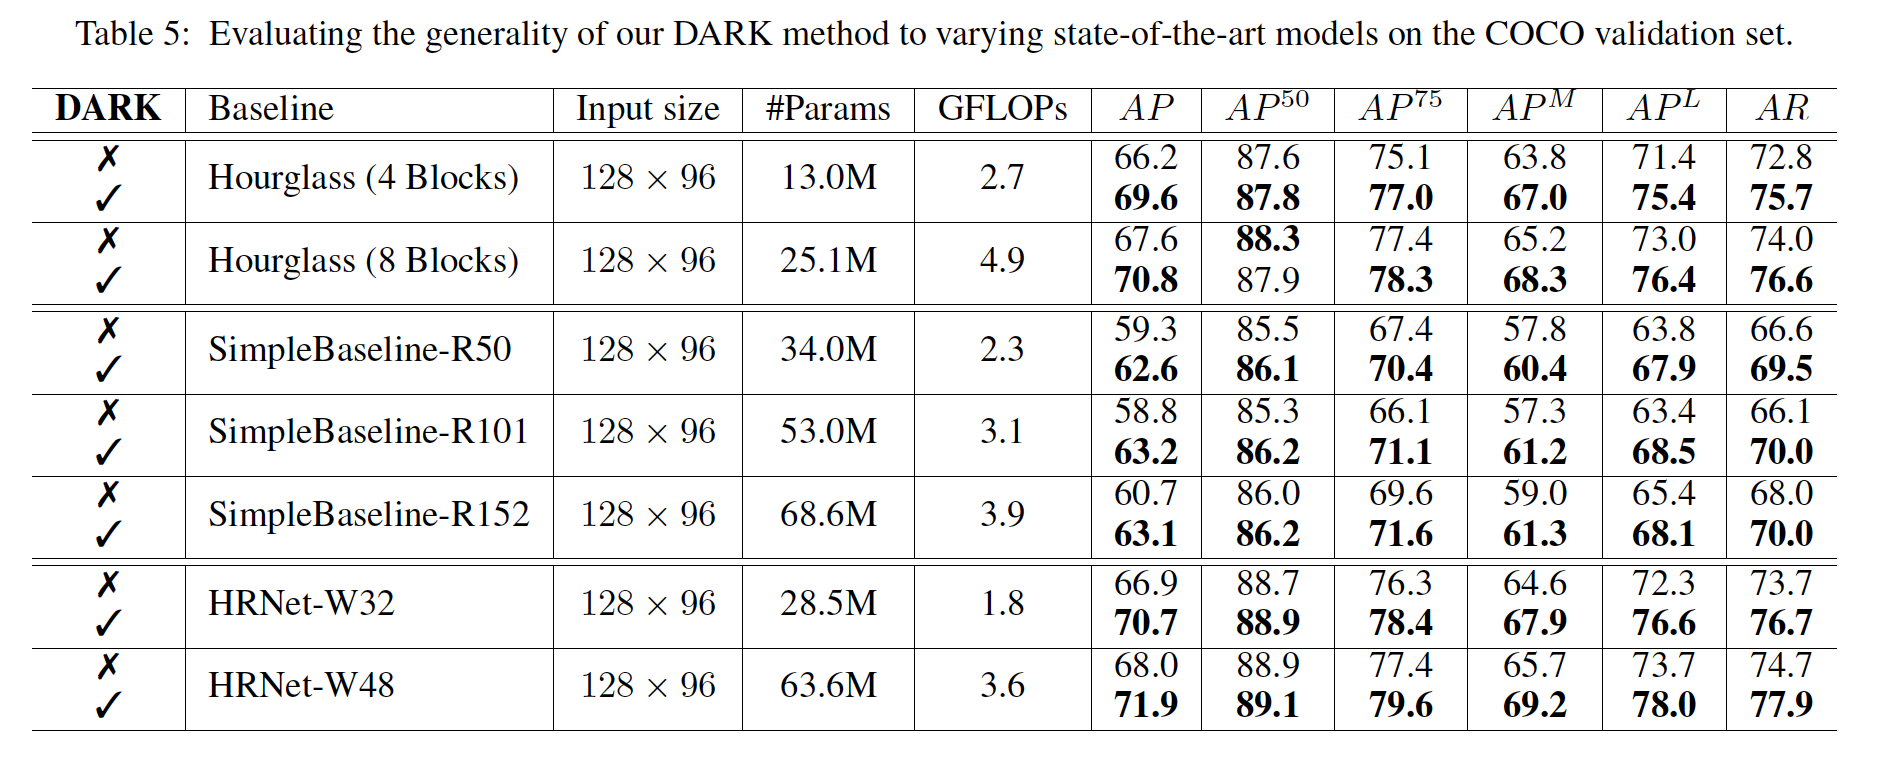 Table 5: Evaluating the generality of our DARK method to varying state-of-the-art models on the COCO validation set.
DARK Baseline Input size #Params GFLOPs AP AP^50 AP^75 AP^M AP^L AR
✗ 66.2 87.6 75.1 63.8 71.4 72.8
Hourglass (4 Blocks) 128 × 96 13.0M 2.7
✓ 69.6 87.8 77.0 67.0 75.4 75.7
✗ 67.6 88.3 77.4 65.2 73.0 74.0
Hourglass (8 Blocks) 128 × 96 25.1M 4.9
✓ 70.8 87.9 78.3 68.3 76.4 76.6
✗ 59.3 85.5 67.4 57.8 63.8 66.6
SimpleBaseline-R50 128 × 96 34.0M 2.3
✓ 62.6 86.1 70.4 60.4 67.9 69.5
✗ 58.8 85.3 66.1 57.3 63.4 66.1
SimpleBaseline-R101 128 × 96 53.0M 3.1
✓ 63.2 86.2 71.1 61.2 68.5 70.0
✗ 60.7 86.0 69.6 59.0 65.4 68.0
SimpleBaseline-R152 128 × 96 68.6M 3.9
✓ 63.1 86.2 71.6 61.3 68.1 70.0
✗ 66.9 88.7 76.3 64.6 72.3 73.7
HRNet-W32 128 × 96 28.5M 1.8
✓ 70.7 88.9 78.4 67.9 76.6 76.7
✗ 68.0 88.9 77.4 65.7 73.7 74.7
HRNet-W48 128 × 96 63.6M 3.6
✓ 71.9 89.1 79.6 69.2 78.0 77.9